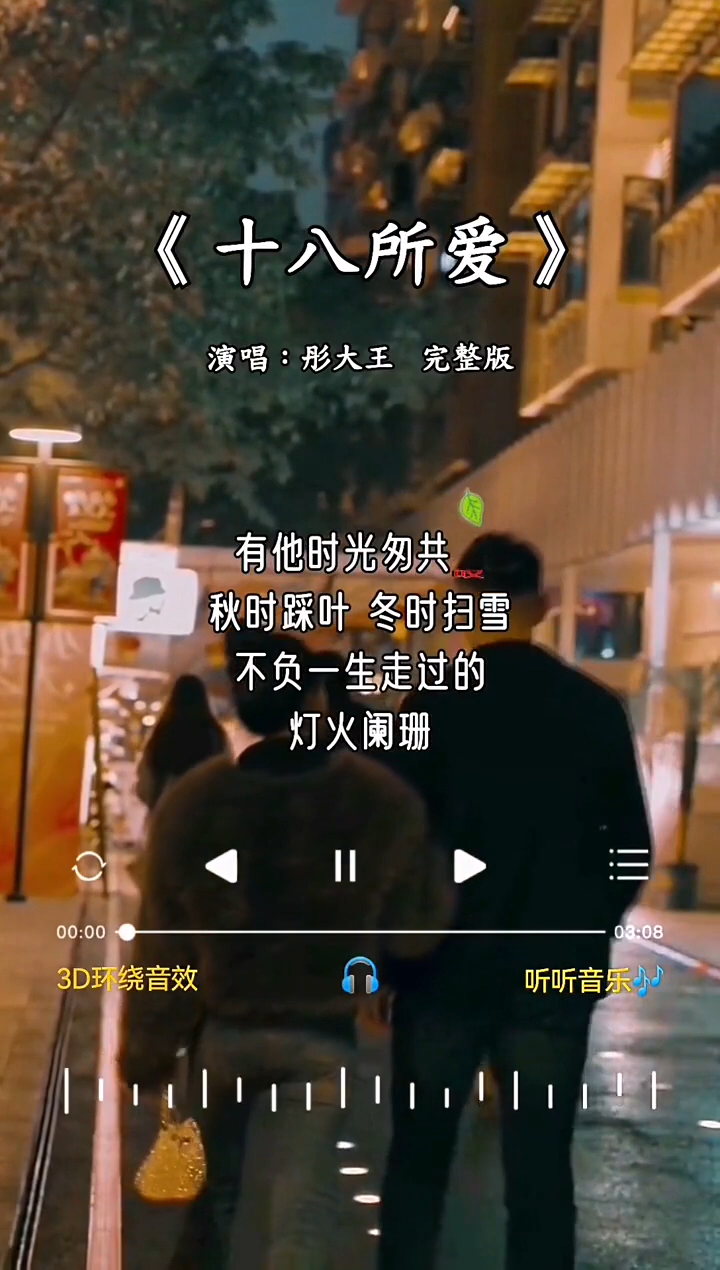 《十八所爱》
演唱：彤大王 完整版
有他时光匆共
秋时踩叶 冬时扫雪
不负一生走过的
灯火阑珊
00:00
03:08
3D环绕音效
听听音乐